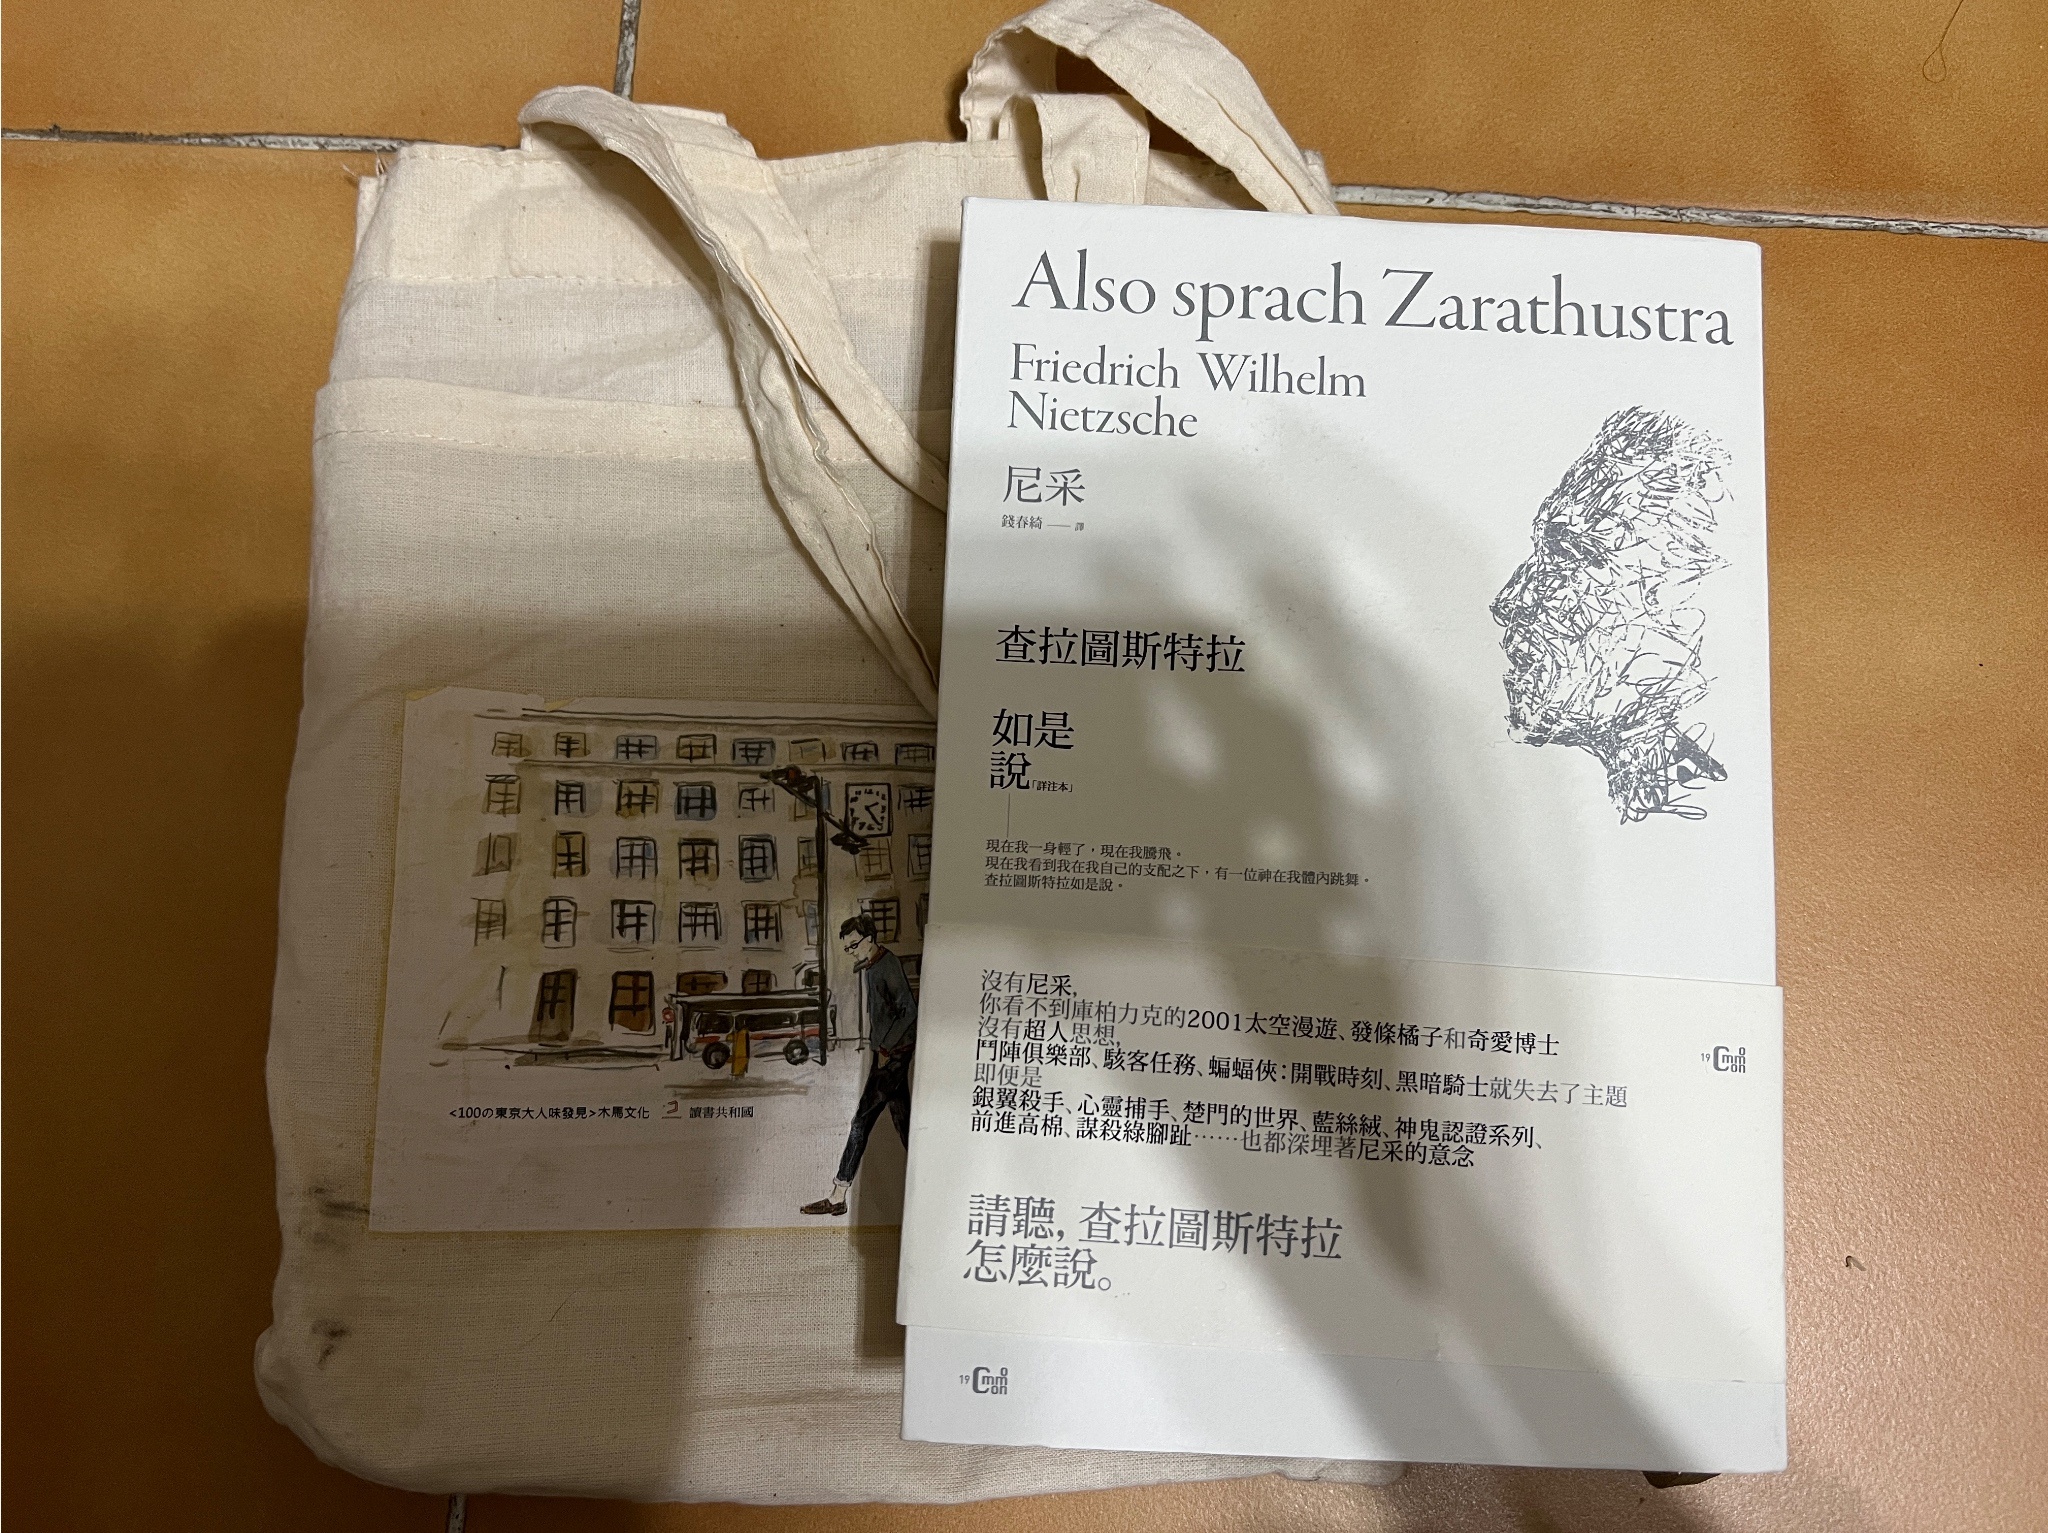 Also sprach Zarathustra
Friedrich Wilhelm
Nietzsche
尼采
錢春綺——譯
查拉圖斯特拉
如是
說「詳注本」
現在我一身輕了，現在我騰飛。
現在我看到我在我自己的支配之下，有一位神在我體內跳舞。
查拉圖斯特拉如是說。
沒有尼采，
你看不到庫柏力克的2001太空漫遊、發條橘子和奇愛博士
沒有超人思想，
鬥陣俱樂部、駭客任務、蝙蝠俠：開戰時刻、黑暗騎士就失去了主題
即便是
銀翼殺手、心靈捕手、楚門的世界、藍絲絨、神鬼認證系列、
前進高棉、謀殺綠腳趾……也都深埋著尼采的意念
19 Common
請聽，查拉圖斯特拉
怎麼說。
19 Common
<100の東京大人味發見>木馬文化 讀書共和國